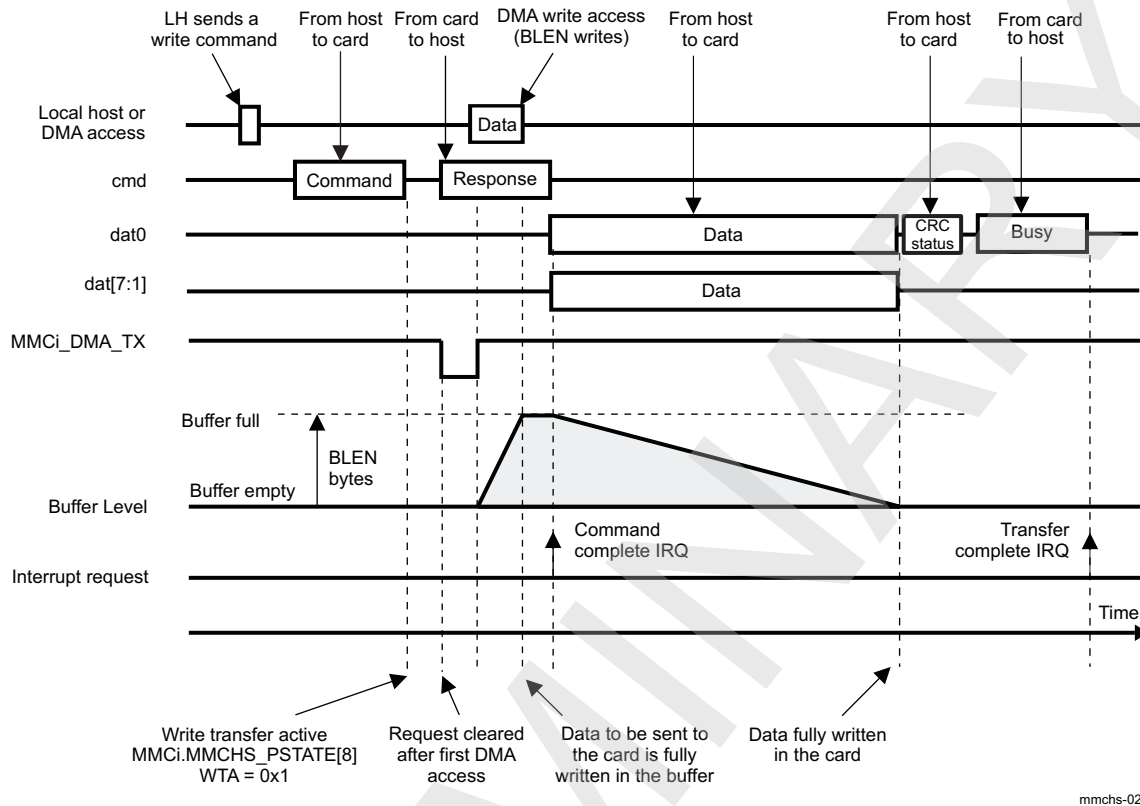 LH sends a
write command
From host
to card
From card
to host
DMA write access
(BLEN writes)
From host
to card
From host
to card
From card
to host
Local host or
DMA access
Data
cmd
Command
Response
dat0
Data
CRC
status
Busy
dat[7:1]
Data
MMCi_DMA_TX
Buffer full
BLEN
bytes
Buffer empty
Buffer Level
Command
complete IRQ
Transfer
complete IRQ
Interrupt request
Time
Write transfer active
MMCi.MMCHS_PSTATE[8]
WTA = 0x1
Request cleared
after first DMA
access
Data to be sent to
the card is fully
written in the buffer
Data fully written
in the card
mmchs-02
MINARY